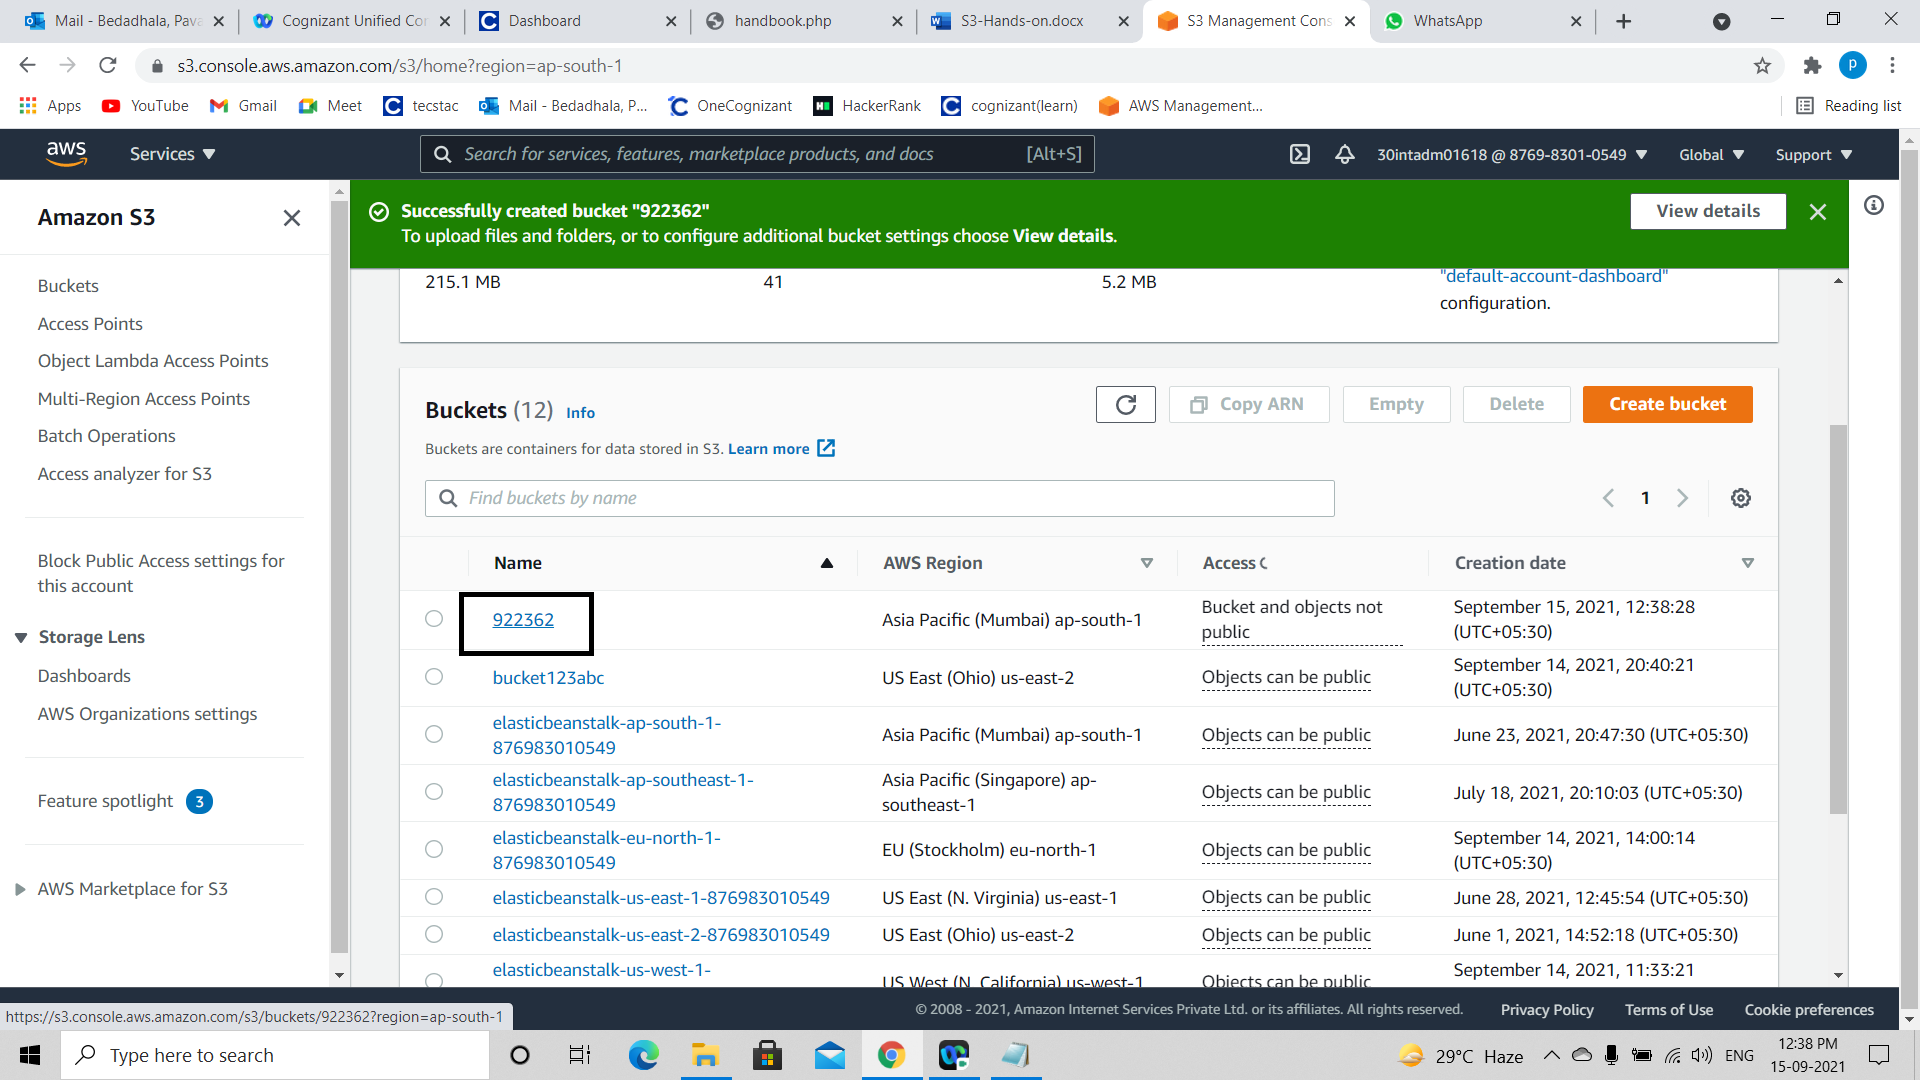 Mail - Bedadhala, Pava
Cognizant Unified Con
Dashboard
handbook.php
S3-Hands-on.docx
S3 Management Cons
WhatsApp
s3.console.aws.amazon.com/s3/home?region=ap-south-1
p
Apps
YouTube
Gmail
Meet
tecstac
Mail - Bedadhala, P...
OneCognizant
HackerRank
cognizant(learn)
AWS Management...
Reading list
aws
Services
Search for services, features, marketplace products, and docs
[Alt+S]
30intadm01618 @ 8769-8301-0549
Global
Support
Amazon S3
Buckets
Access Points
Object Lambda Access Points
Multi-Region Access Points
Batch Operations
Access analyzer for S3
Block Public Access settings for
this account
Storage Lens
Dashboards
AWS Organizations settings
Feature spotlight 3
AWS Marketplace for S3
Successfully created bucket "922362"
To upload files and folders, or to configure additional bucket settings choose View details.
View details
215.1 MB
41
5.2 MB
"default-account-dashboard"
configuration.
Buckets (12) Info
Copy ARN
Empty
Delete
Create bucket
Buckets are containers for data stored in S3. Learn more
Find buckets by name
1
Name
AWS Region
Access
Creation date
922362
Asia Pacific (Mumbai) ap-south-1
Bucket and objects not
public
September 15, 2021, 12:38:28
(UTC+05:30)
bucket123abc
US East (Ohio) us-east-2
Objects can be public
September 14, 2021, 20:40:21
(UTC+05:30)
elasticbeanstalk-ap-south-1-
876983010549
Asia Pacific (Mumbai) ap-south-1
Objects can be public
June 23, 2021, 20:47:30 (UTC+05:30)
elasticbeanstalk-ap-southeast-1-
876983010549
Asia Pacific (Singapore) ap-
southeast-1
Objects can be public
July 18, 2021, 20:10:03 (UTC+05:30)
elasticbeanstalk-eu-north-1-
876983010549
EU (Stockholm) eu-north-1
Objects can be public
September 14, 2021, 14:00:14
(UTC+05:30)
elasticbeanstalk-us-east-1-876983010549
US East (N. Virginia) us-east-1
Objects can be public
June 28, 2021, 12:45:54 (UTC+05:30)
elasticbeanstalk-us-east-2-876983010549
US East (Ohio) us-east-2
Objects can be public
June 1, 2021, 14:52:18 (UTC+05:30)
elasticbeanstalk-us-west-1-
US West (N. California) us-west-1
Objects can be public
September 14, 2021, 11:33:21
https://s3.console.aws.amazon.com/s3/buckets/922362?region=ap-south-1
© 2008 - 2021, Amazon Internet Services Private Ltd. or its affiliates. All rights reserved.
Privacy Policy
Terms of Use
Cookie preferences
Type here to search
29°C Haze
ENG
12:38 PM
15-09-2021